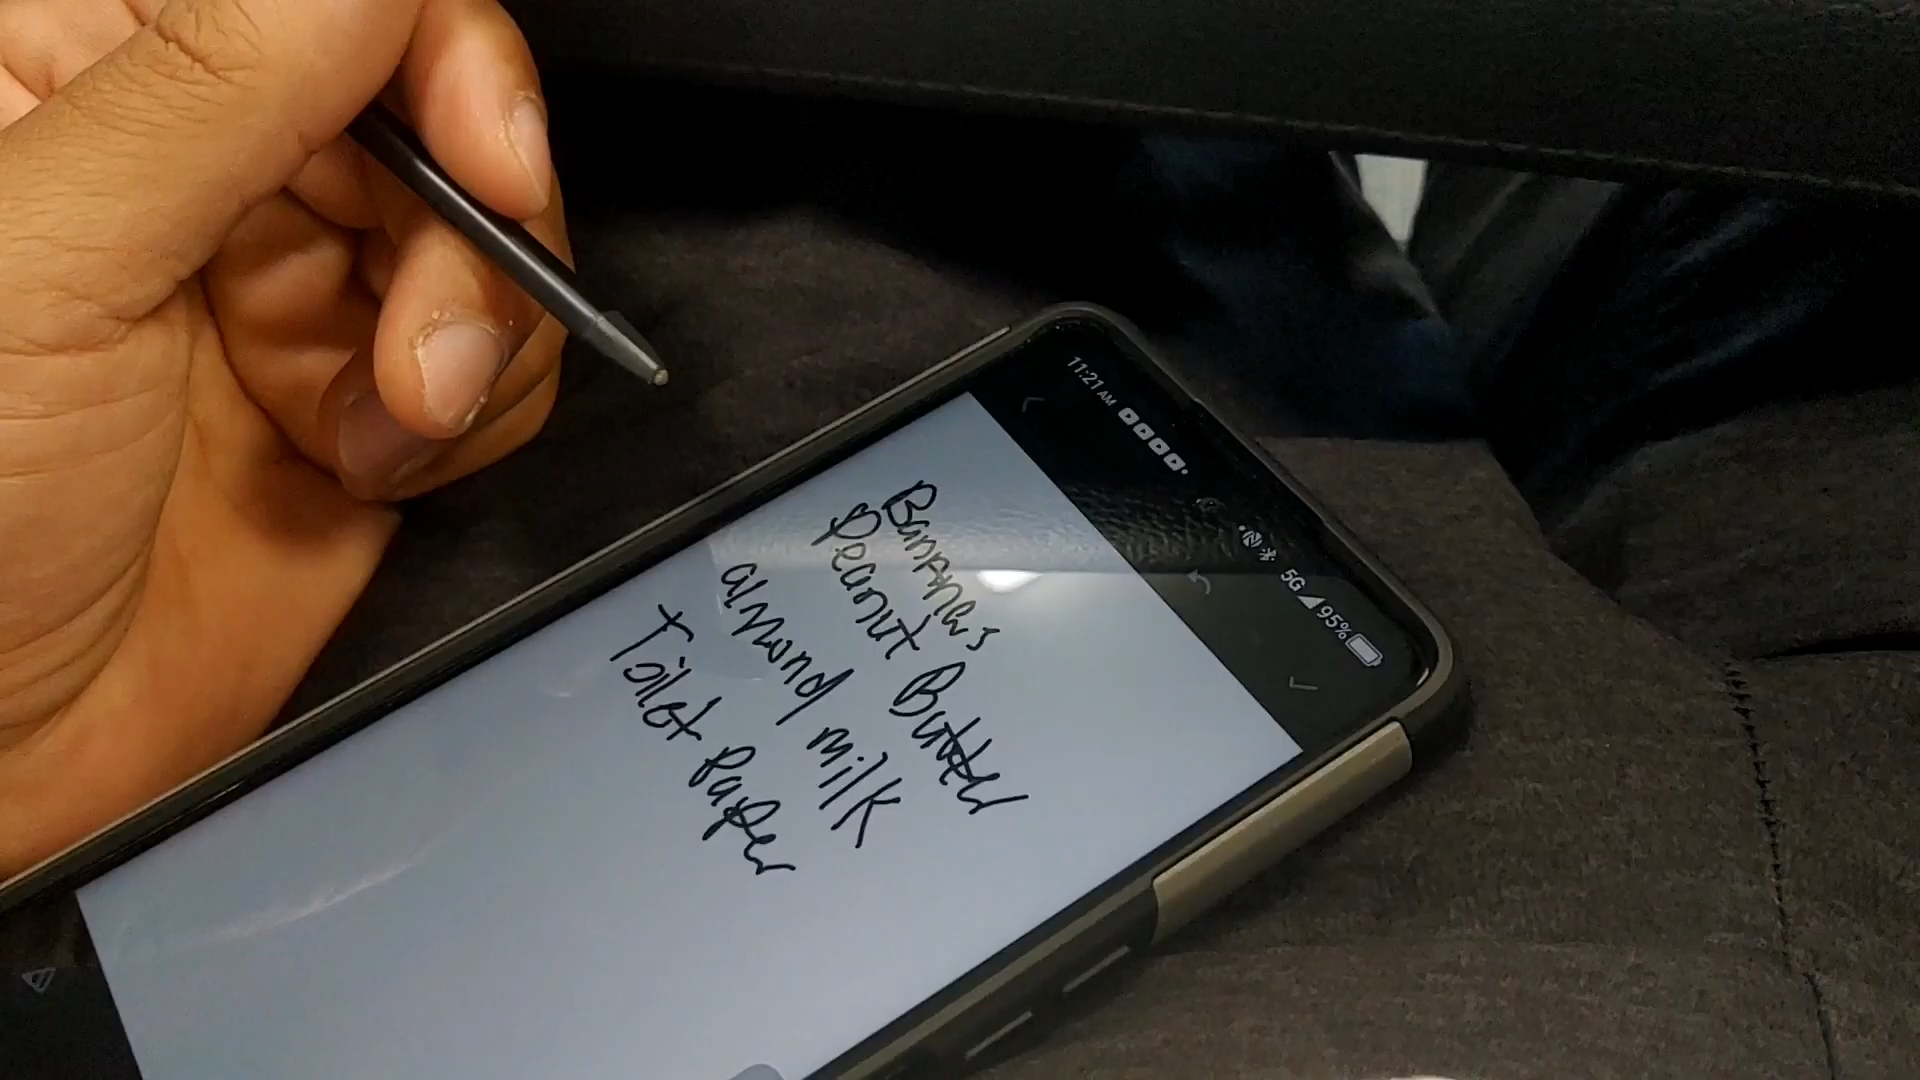 11:21 AM 5G 95%
Bananas
Peanut Butter
almond milk
Toilet Paper